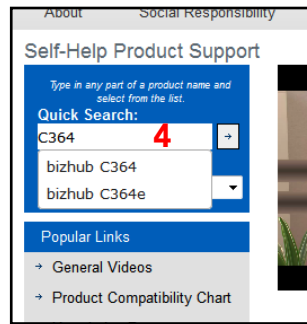 About Social Responsibility
Self-Help Product Support
Type in any part of a product name and
select from the list.
Quick Search:
C364 4
bizhub C364
bizhub C364e
Popular Links
General Videos
Product Compatibility Chart